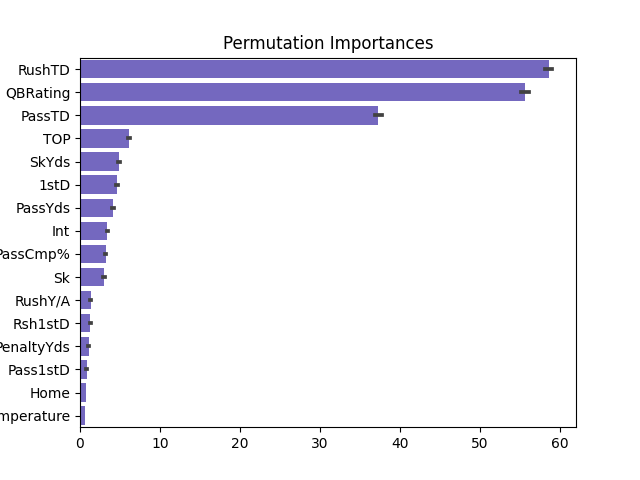 Permutation Importances
RushTD
QBRating
PassTD
TOP
SkYds
1stD
PassYds
Int
PassCmp%
Sk
RushY/A
Rsh1stD
PenaltyYds
Pass1stD
Home
mperature
0 10 20 30 40 50 60